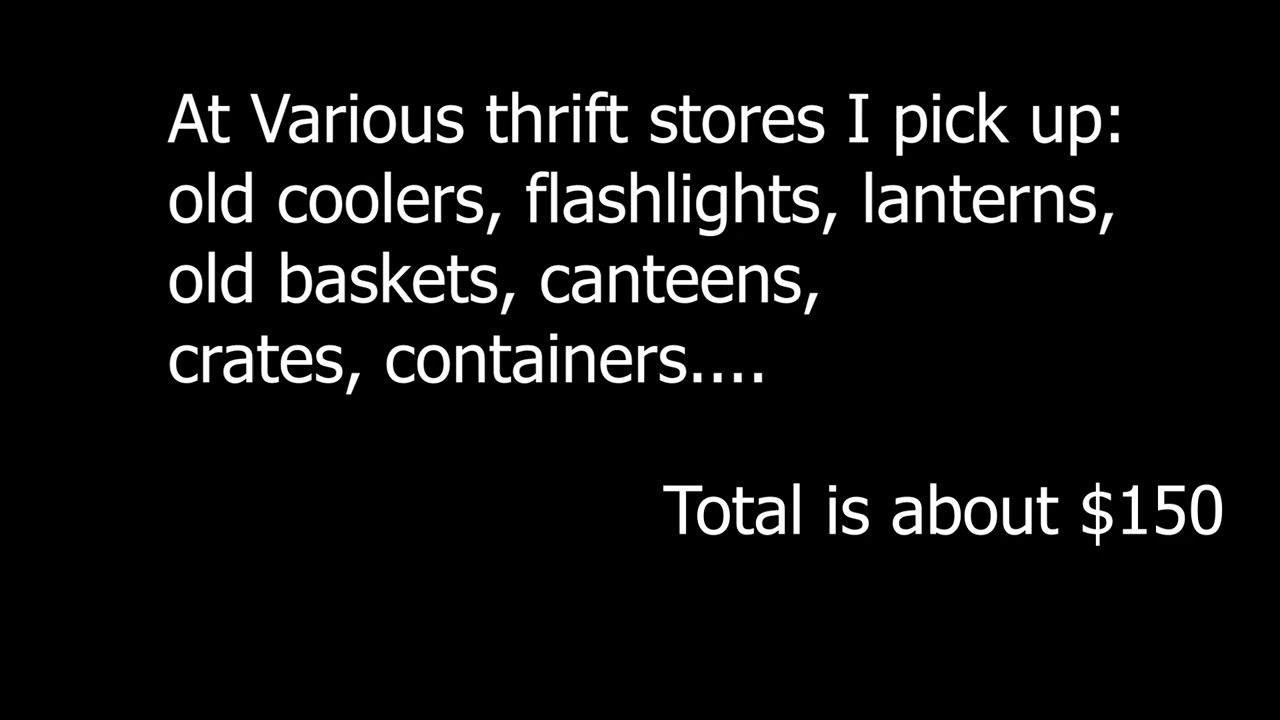 At Various thrift stores I pick up:
old coolers, flashlights, lanterns,
old baskets, canteens,
crates, containers....
Total is about $150